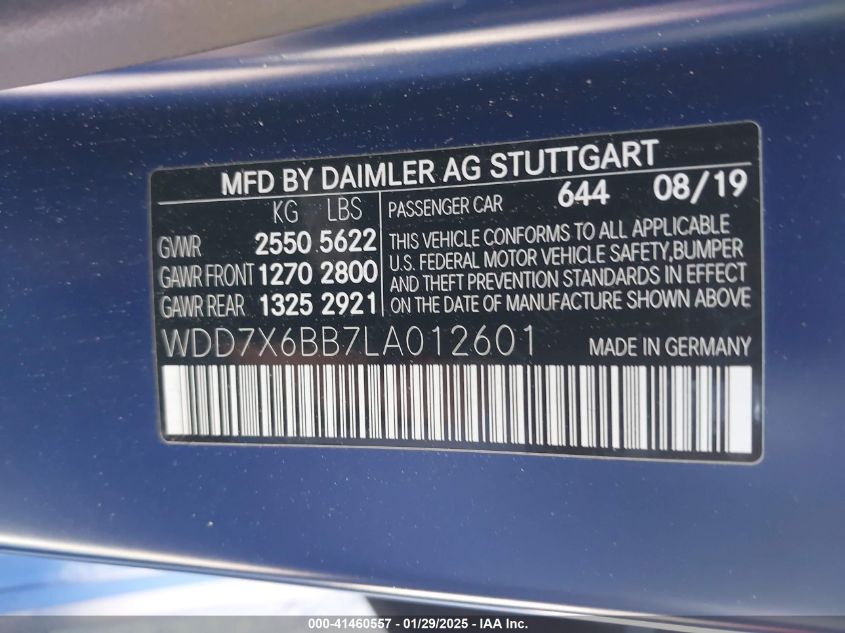 MFD BY DAIMLER AG STUTTGART
KG LBS
GVWR 2550 5622
GAWR FRONT 1270 2800
GAWR REAR 1325 2921
PASSENGER CAR 644 08/19
THIS VEHICLE CONFORMS TO ALL APPLICABLE
U.S. FEDERAL MOTOR VEHICLE SAFETY,BUMPER
AND THEFT PREVENTION STANDARDS IN EFFECT
ON THE DATE OF MANUFACTURE SHOWN ABOVE
WDD7X6BB7LA012601 MADE IN GERMANY
000-41460557 - 01/29/2025 - IAA Inc.